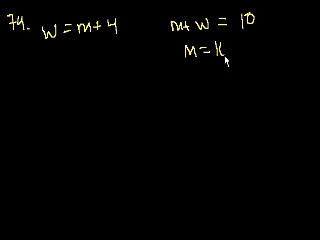 74. w = m + 4
m + w = 10
m = 1